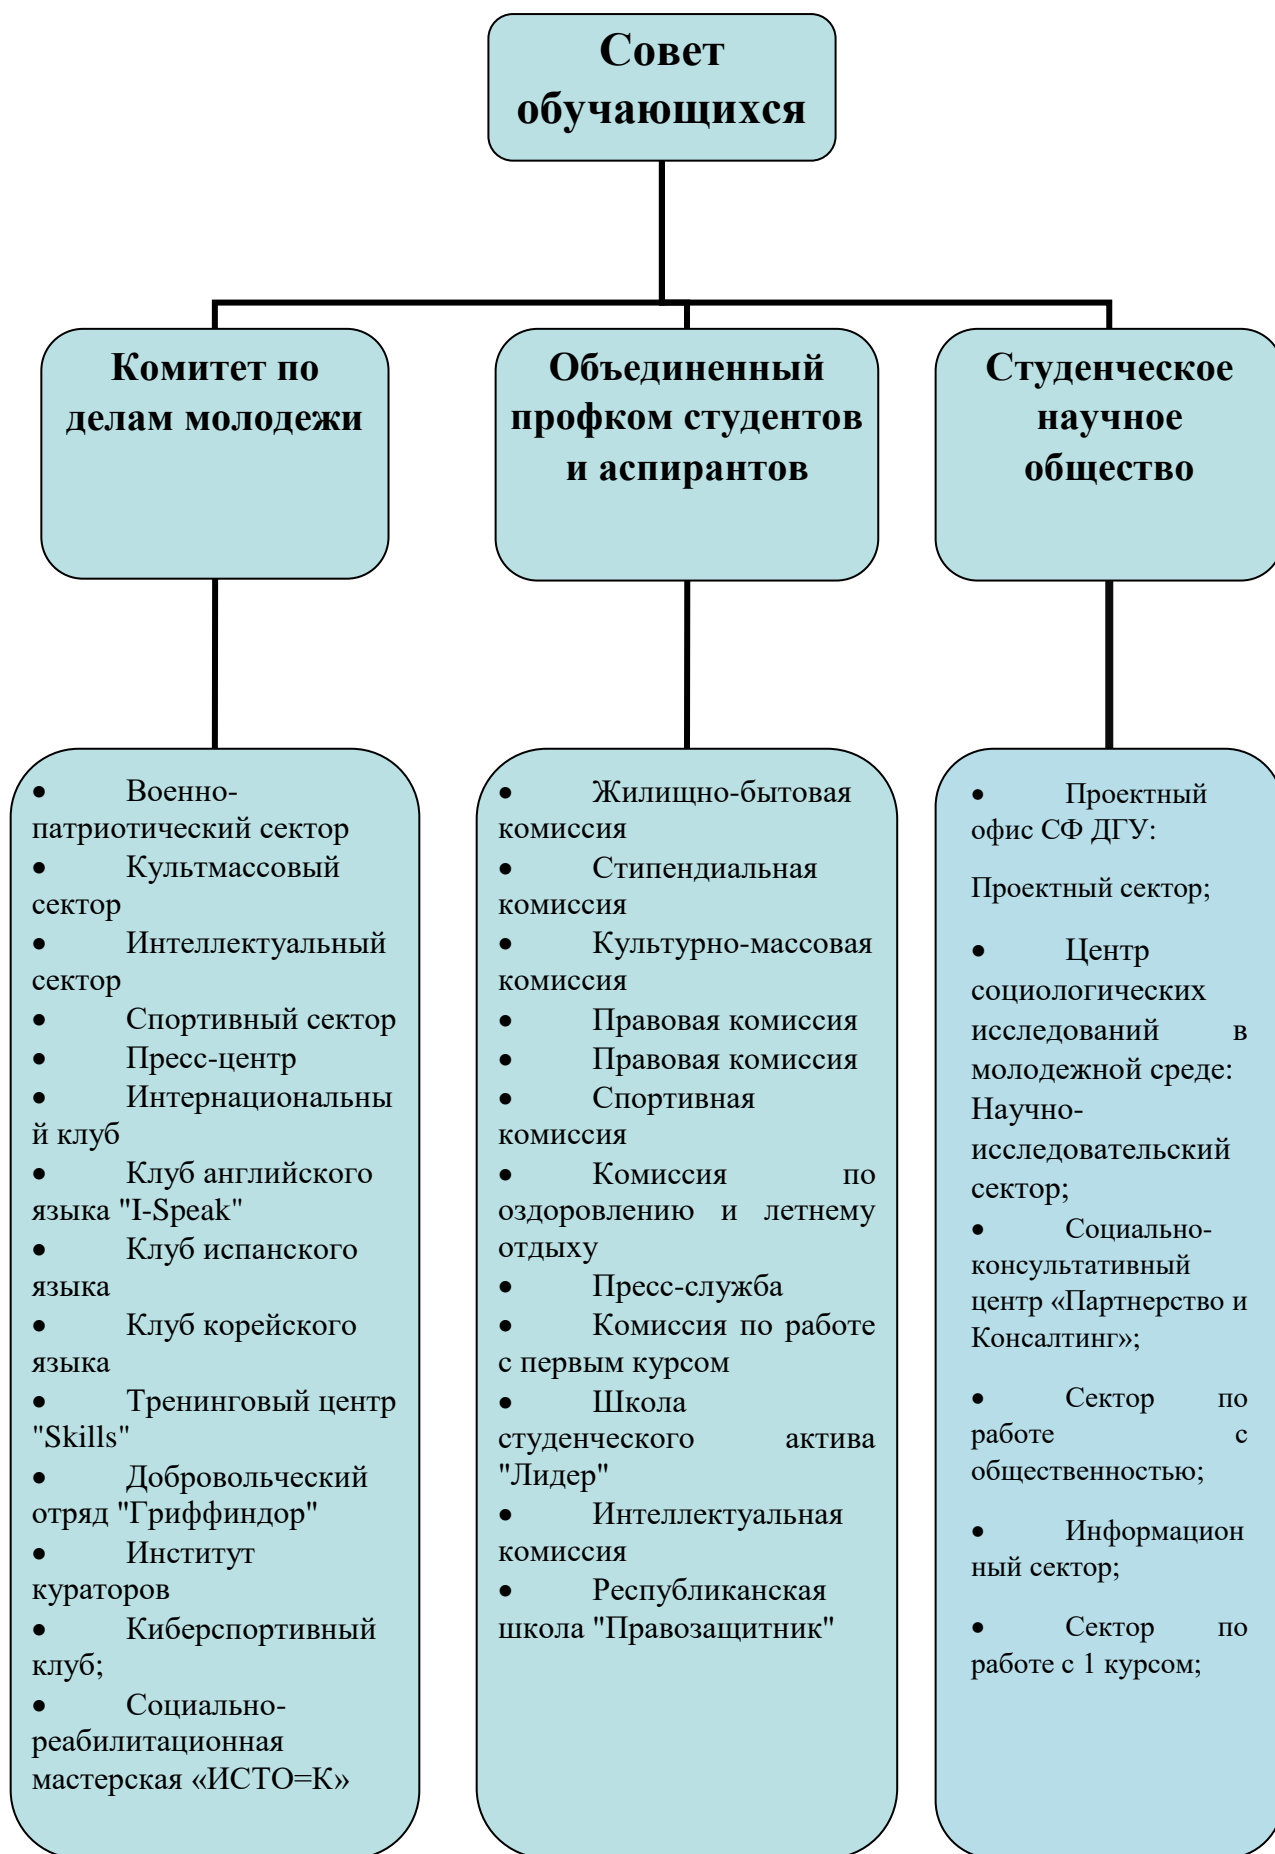 Совет
обучающихся
Комитет по
делам молодежи
Объединенный
профком студентов
и аспирантов
Студенческое
научное
общество
• Военно-
патриотический сектор
• Культмассовый
сектор
• Интеллектуальный
сектор
• Спортивный сектор
• Пресс-центр
• Интернациональны
й клуб
• Клуб английского
языка "I-Speak"
• Клуб испанского
языка
• Клуб корейского
языка
• Тренинговый центр
"Skills"
• Добровольческий
отряд "Гриффиндор"
• Институт
кураторов
• Киберспортивный
клуб;
• Социально-
реабилитационная
мастерская «ИСТО=К»
• Жилищно-бытовая
комиссия
• Стипендиальная
комиссия
• Культурно-массовая
комиссия
• Правовая комиссия
• Правовая комиссия
• Спортивная
комиссия
• Комиссия по
оздоровлению и летнему
отдыху
• Пресс-служба
• Комиссия по работе
с первым курсом
• Школа
студенческого актива
"Лидер"
• Интеллектуальная
комиссия
• Республиканская
школа "Правозащитник"
• Проектный
офис СФ ДГУ:
Проектный сектор;
• Центр
социологических
исследований в
молодежной среде:
Научно-
исследовательский
сектор;
• Социально-
консультативный
центр «Партнерство и
Консалтинг»;
• Сектор по
работе с
общественностью;
• Информацион
ный сектор;
• Сектор по
работе с 1 курсом;